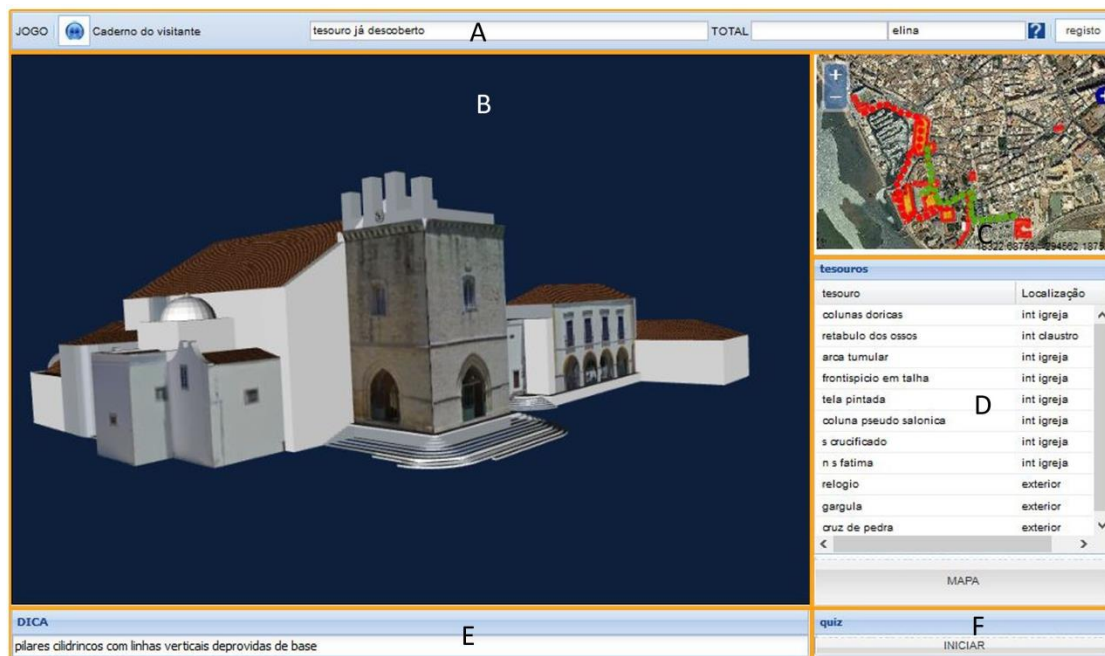 JOGO Caderno do visitante tesouro já descoberto A TOTAL elina ? registo
B
C
tesouros
tesouro Localização
colunas doricas int igreja
retabulo dos ossos int claustro
arca tumular int igreja
frontispicio em talha int igreja
tela pintada int igreja
D
coluna pseudo salonica int igreja
s crucificado int igreja
n s fatima int igreja
relogio exterior
gargula exterior
cruz de pedra exterior
MAPA
DICA
E
pilares cilidrincos com linhas verticais deprovidas de base
quiz F
INICIAR